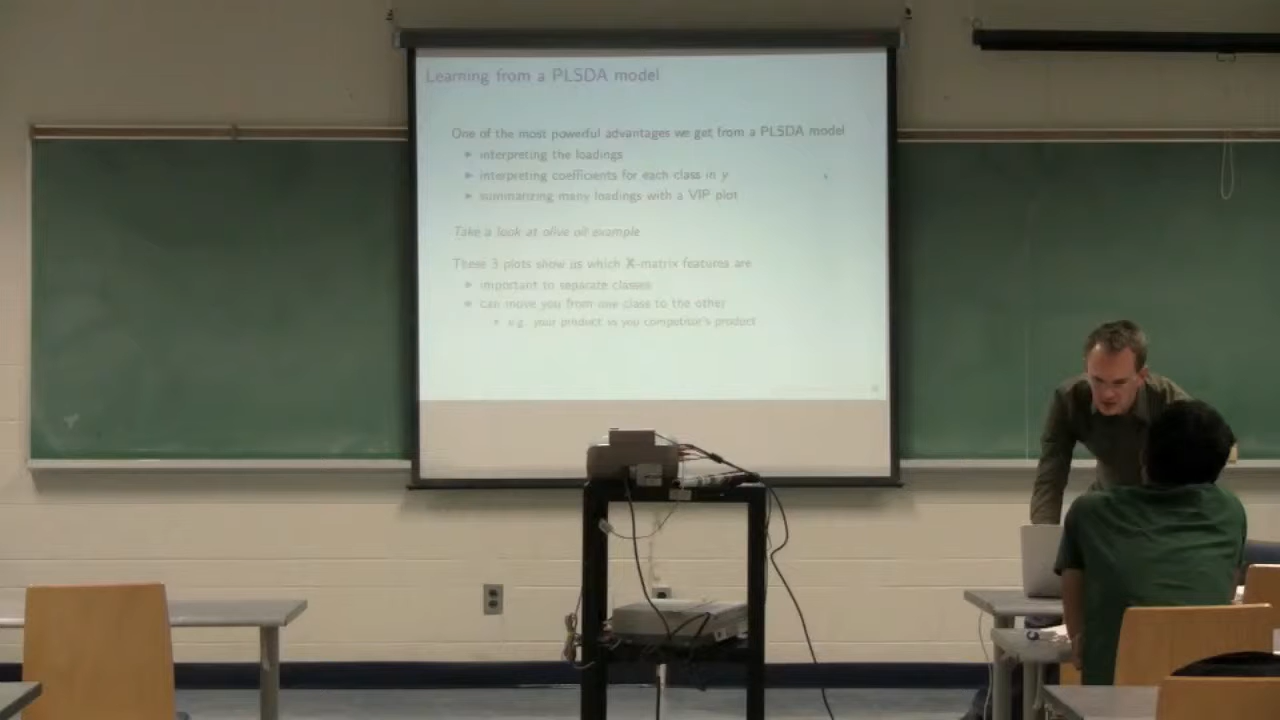 Learning from a PLSDA model
One of the most powerful advantages we get from a PLSDA model
interpreting the loadings
interpreting coefficients for each class in y
summarizing many loadings with a VIP plot
Take a look at olive oil example
These 3 plots show us which X-matrix features are
important to separate classes
can move you from one class to the other
e.g. your product vs you competitor's product